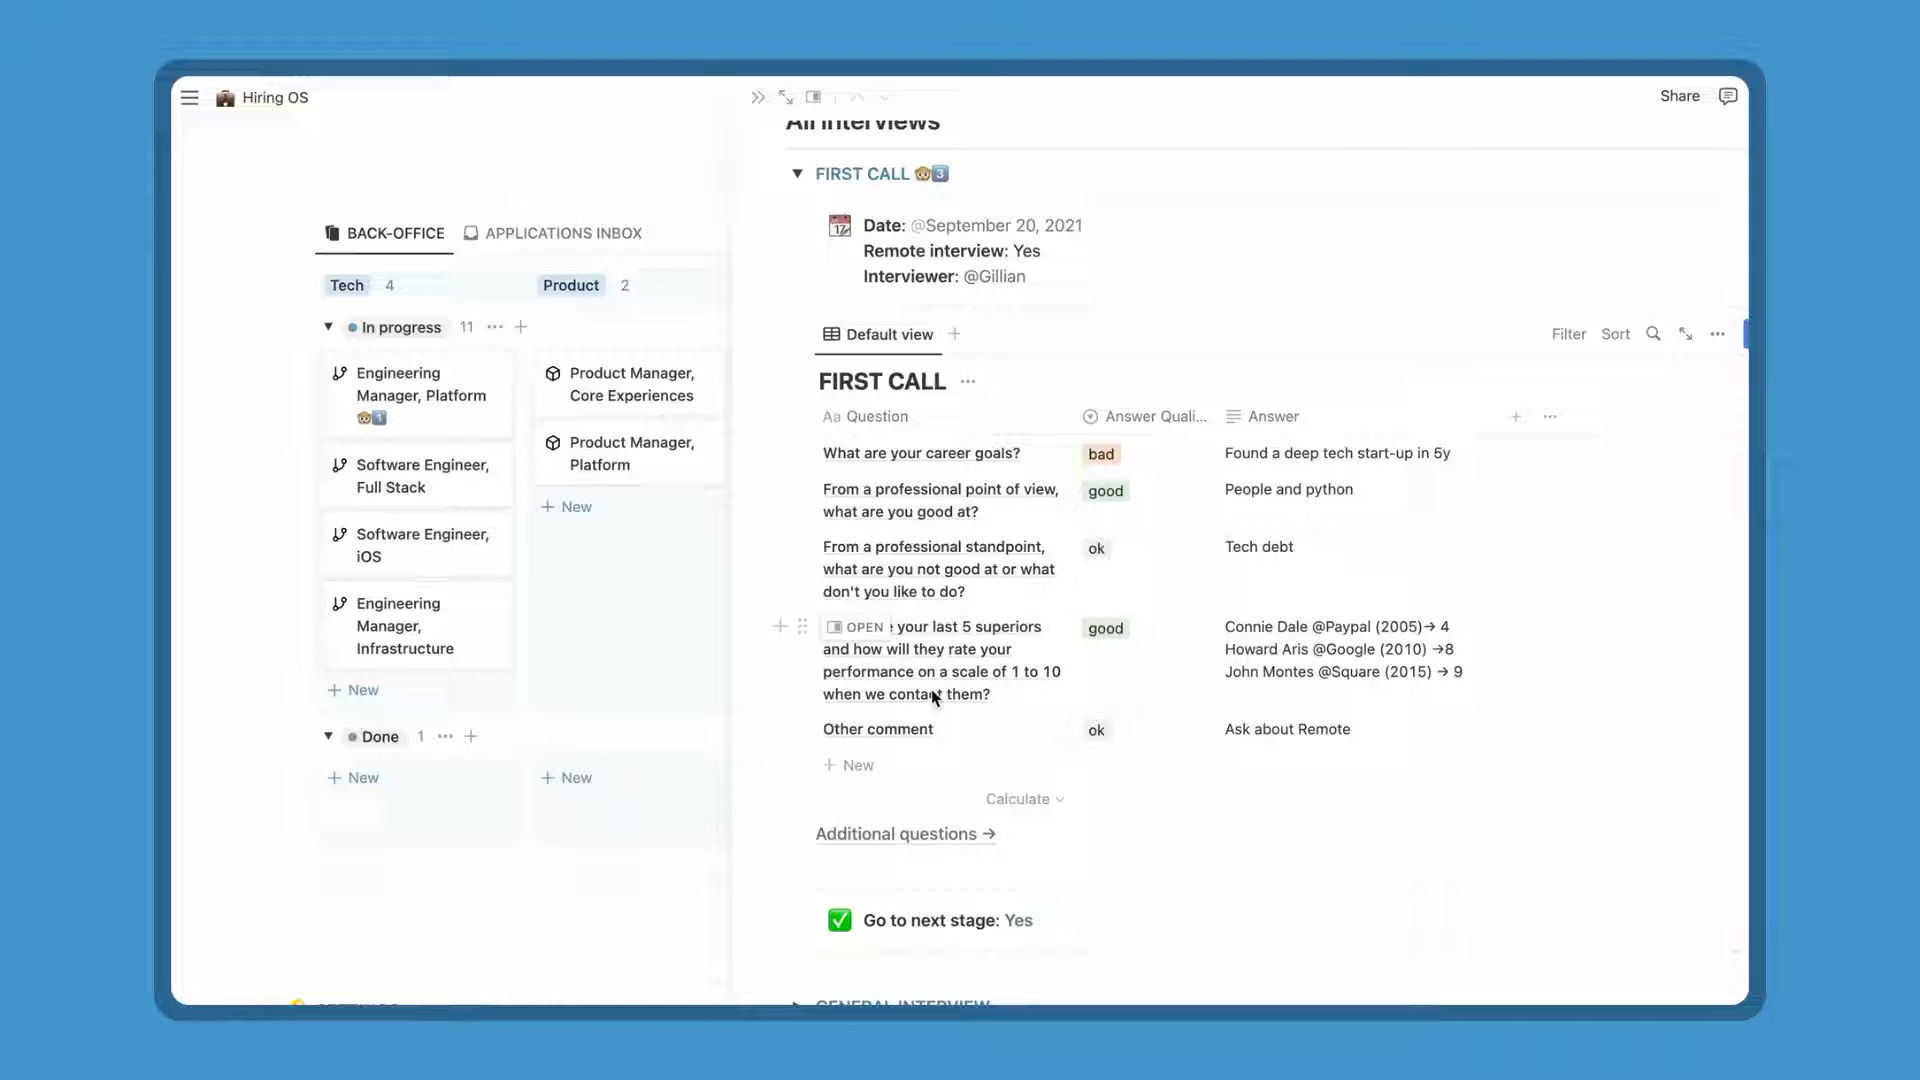 Hiring OS
Share
All interviews
BACK-OFFICE
APPLICATIONS INBOX
Tech 4
Product 2
In progress 11
Engineering
Manager, Platform
1
Software Engineer,
Full Stack
Software Engineer,
iOS
Engineering
Manager,
Infrastructure
+ New
Product Manager,
Core Experiences
Product Manager,
Platform
+ New
Done 1
+ New
+ New
FIRST CALL 3
17
Date: @September 20, 2021
Remote interview: Yes
Interviewer: @Gillian
Default view
Filter
Sort
FIRST CALL
Aa Question
Answer Quali...
Answer
What are your career goals?
bad
Found a deep tech start-up in 5y
From a professional point of view,
what are you good at?
good
People and python
From a professional standpoint,
what are you not good at or what
don't you like to do?
ok
Tech debt
OPEN
your last 5 superiors
and how will they rate your
performance on a scale of 1 to 10
when we contact them?
good
Connie Dale @Paypal (2005)→ 4
Howard Aris @Google (2010) →8
John Montes @Square (2015) → 9
Other comment
ok
Ask about Remote
+ New
Calculate
Additional questions →
Go to next stage: Yes
GENERAL INTERVIEW